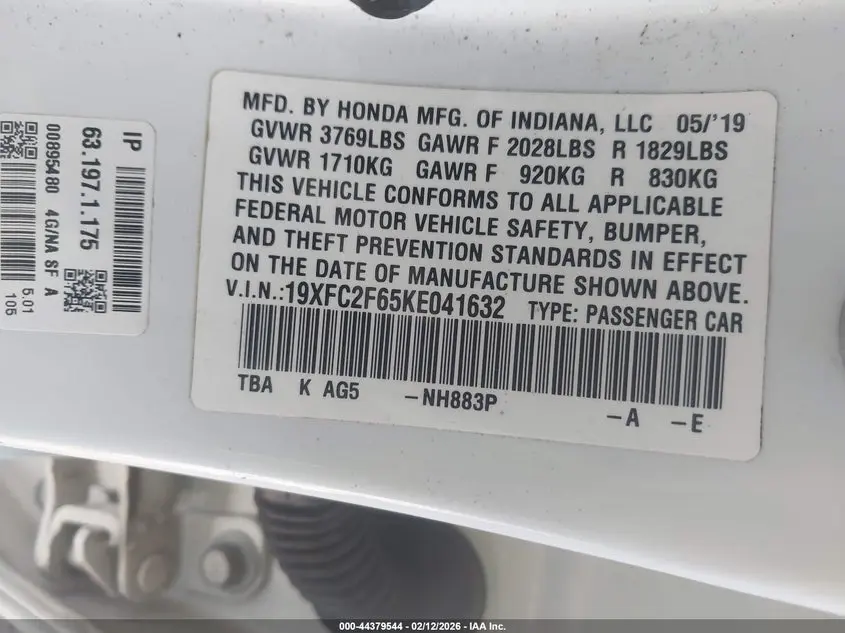 MFD. BY HONDA MFG. OF INDIANA, LLC 05/'19
GVWR 3769LBS GAWR F 2028LBS R 1829LBS
GVWR 1710KG GAWR F 920KG R 830KG
THIS VEHICLE CONFORMS TO ALL APPLICABLE
FEDERAL MOTOR VEHICLE SAFETY, BUMPER,
AND THEFT PREVENTION STANDARDS IN EFFECT
ON THE DATE OF MANUFACTURE SHOWN ABOVE.
V.I.N.:19XFC2F65KE041632 TYPE: PASSENGER CAR
TBA K AG5 -NH883P -A -E
IP
63.197.1.175
00895480 4G/NA SF A
5.01
105
000-44379544 — 02/12/2026 — IAA Inc.